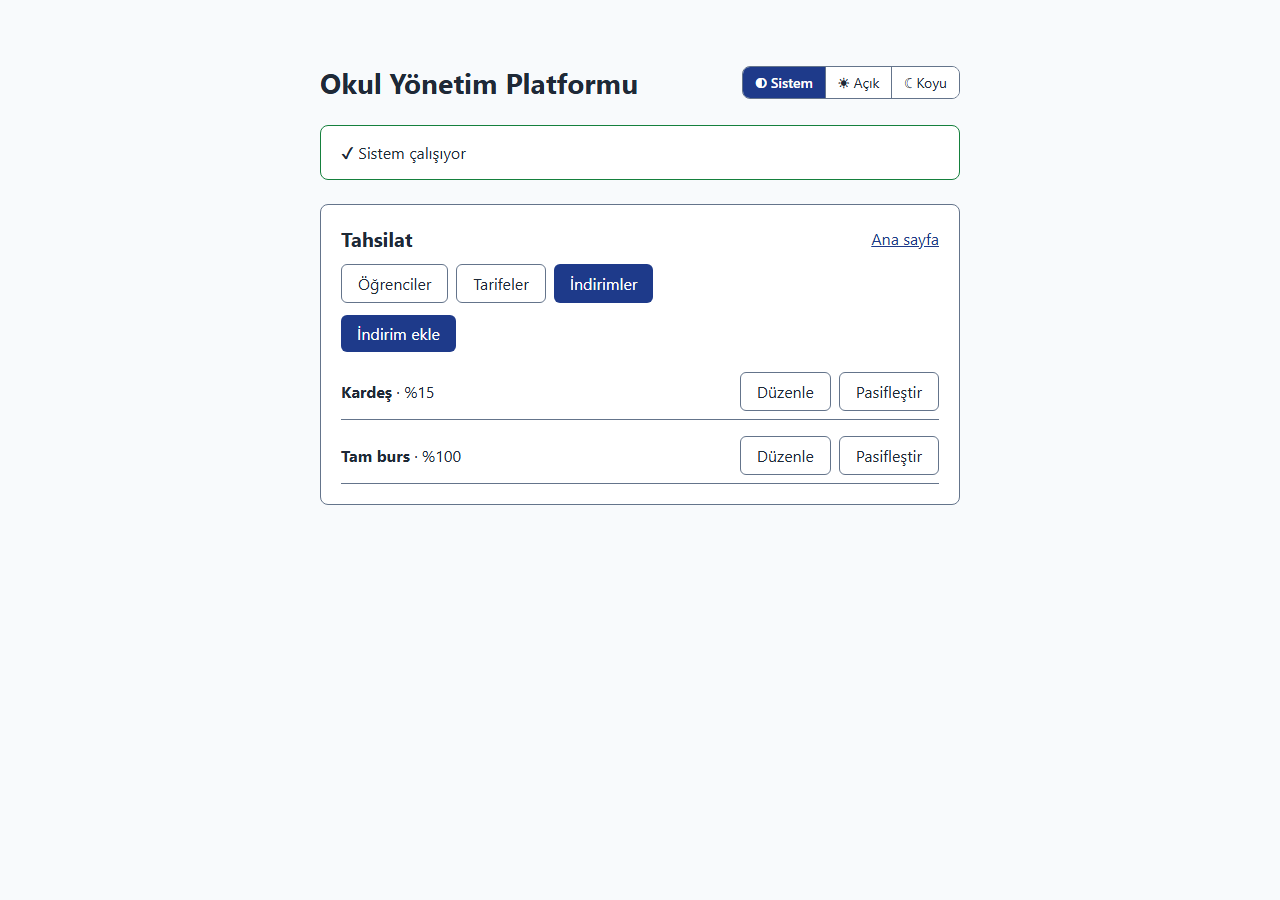 Okul Yönetim Platformu
◐ Sistem ☀ Açık ☾ Koyu
✓ Sistem çalışıyor
Tahsilat Ana sayfa
Öğrenciler Tarifeler İndirimler
İndirim ekle
Kardeş · %15 Düzenle Pasifleştir
Tam burs · %100 Düzenle Pasifleştir